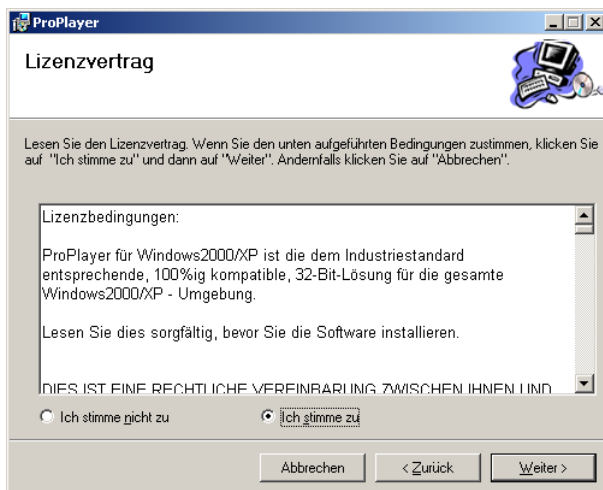 ProPlayer
Lizenzvertrag
Lesen Sie den Lizenzvertrag. Wenn Sie den unten aufgeführten Bedingungen zustimmen, klicken Sie
auf "Ich stimme zu" und dann auf "Weiter". Andernfalls klicken Sie auf "Abbrechen".
Lizenzbedingungen:
ProPlayer für Windows2000/XP ist die dem Industriestandard
entsprechende, 100%ig kompatible, 32-Bit-Lösung für die gesamte
Windows2000/XP - Umgebung.
Lesen Sie dies sorgfältig, bevor Sie die Software installieren.
DIES IST EINE RECHTLICHE VEREINBARUNG ZWISCHEN IHNEN UND
Ich stimme nicht zu
Ich stimme zu
Abbrechen
< Zurück
Weiter >